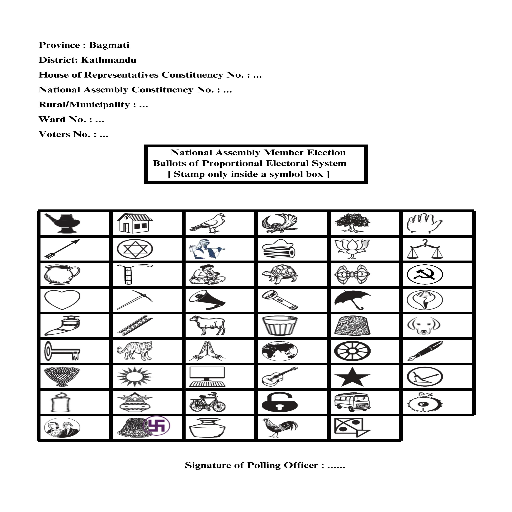 Province : Bagmati
District: Kathmandu
House of Representatives Constituency No. : ...
National Assembly Constituency No. : ...
Rural/Municipality : ...
Ward No. : ...
Voters No. : ...
National Assembly Member Election
Ballots of Proportional Electoral System
[ Stamp only inside a symbol box ]
Signature of Polling Officer : ......